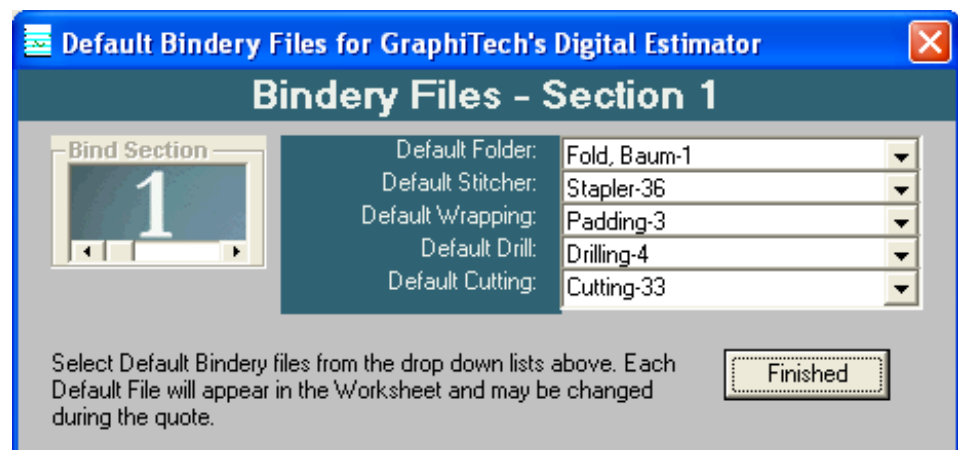 Default Bindery Files for GraphiTech's Digital Estimator
Bindery Files - Section 1
Bind Section
1
Default Folder: Fold, Baum-1
Default Stitcher: Stapler-36
Default Wrapping: Padding-3
Default Drill: Drilling-4
Default Cutting: Cutting-33
Select Default Bindery files from the drop down lists above. Each
Default File will appear in the Worksheet and may be changed
during the quote.
Finished